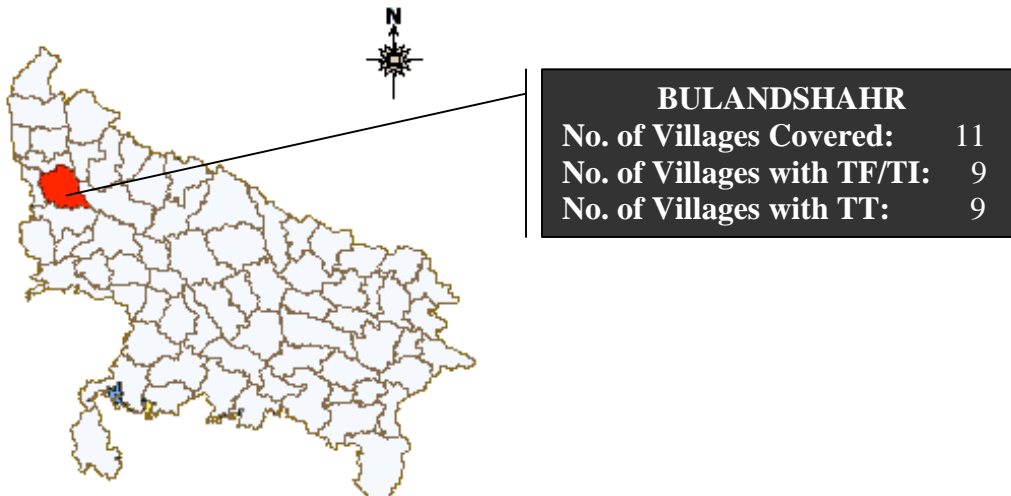 N
BULANDSHAHR
No. of Villages Covered: 11
No. of Villages with TF/TI: 9
No. of Villages with TT: 9